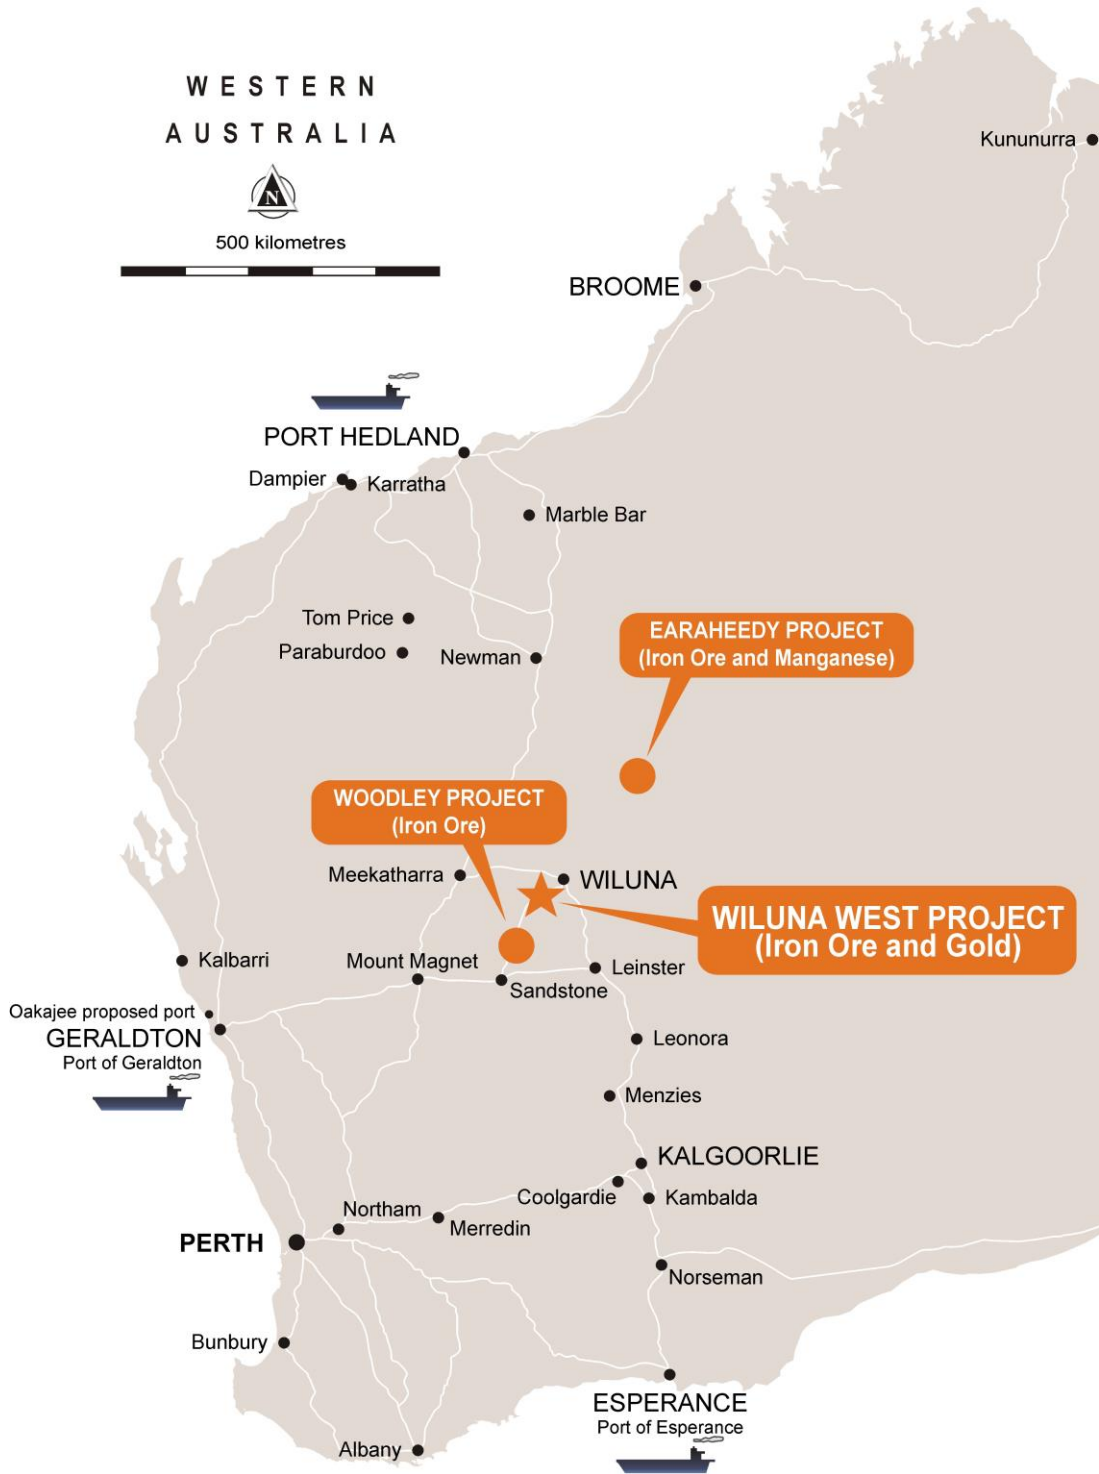 WESTERN
AUSTRALIA
N
500 kilometres
Kununurra
BROOME
PORT HEDLAND
Dampier
Karratha
Marble Bar
Tom Price
Paraburdoo
Newman
EARAHEEDY PROJECT
(Iron Ore and Manganese)
WOODLEY PROJECT
(Iron Ore)
Meekatharra
WILUNA
WILUNA WEST PROJECT
(Iron Ore and Gold)
Kalbarri
Mount Magnet
Sandstone
Leinster
Oakajee proposed port
GERALDTON
Port of Geraldton
Leonora
Menzies
KALGOORLIE
Coolgardie
Kambalda
Northam
Merredin
PERTH
Norseman
Bunbury
ESPERANCE
Port of Esperance
Albany